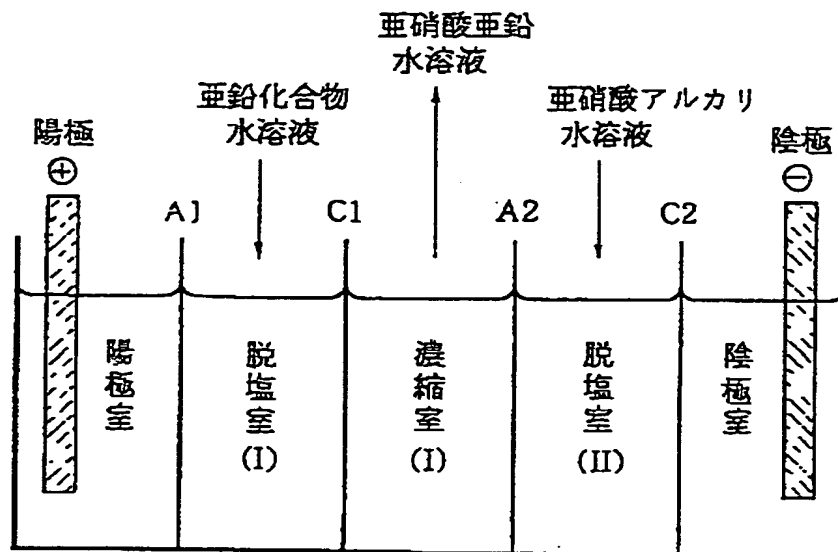 亜硝酸亜鉛
水溶液
亜鉛化合物
水溶液
亜硝酸アルカリ
水溶液
陽極
⊕
陰極
⊖
A1
C1
A2
C2
陽極室
脱塩室
(I)
濃縮室
(I)
脱塩室
(II)
陰極室